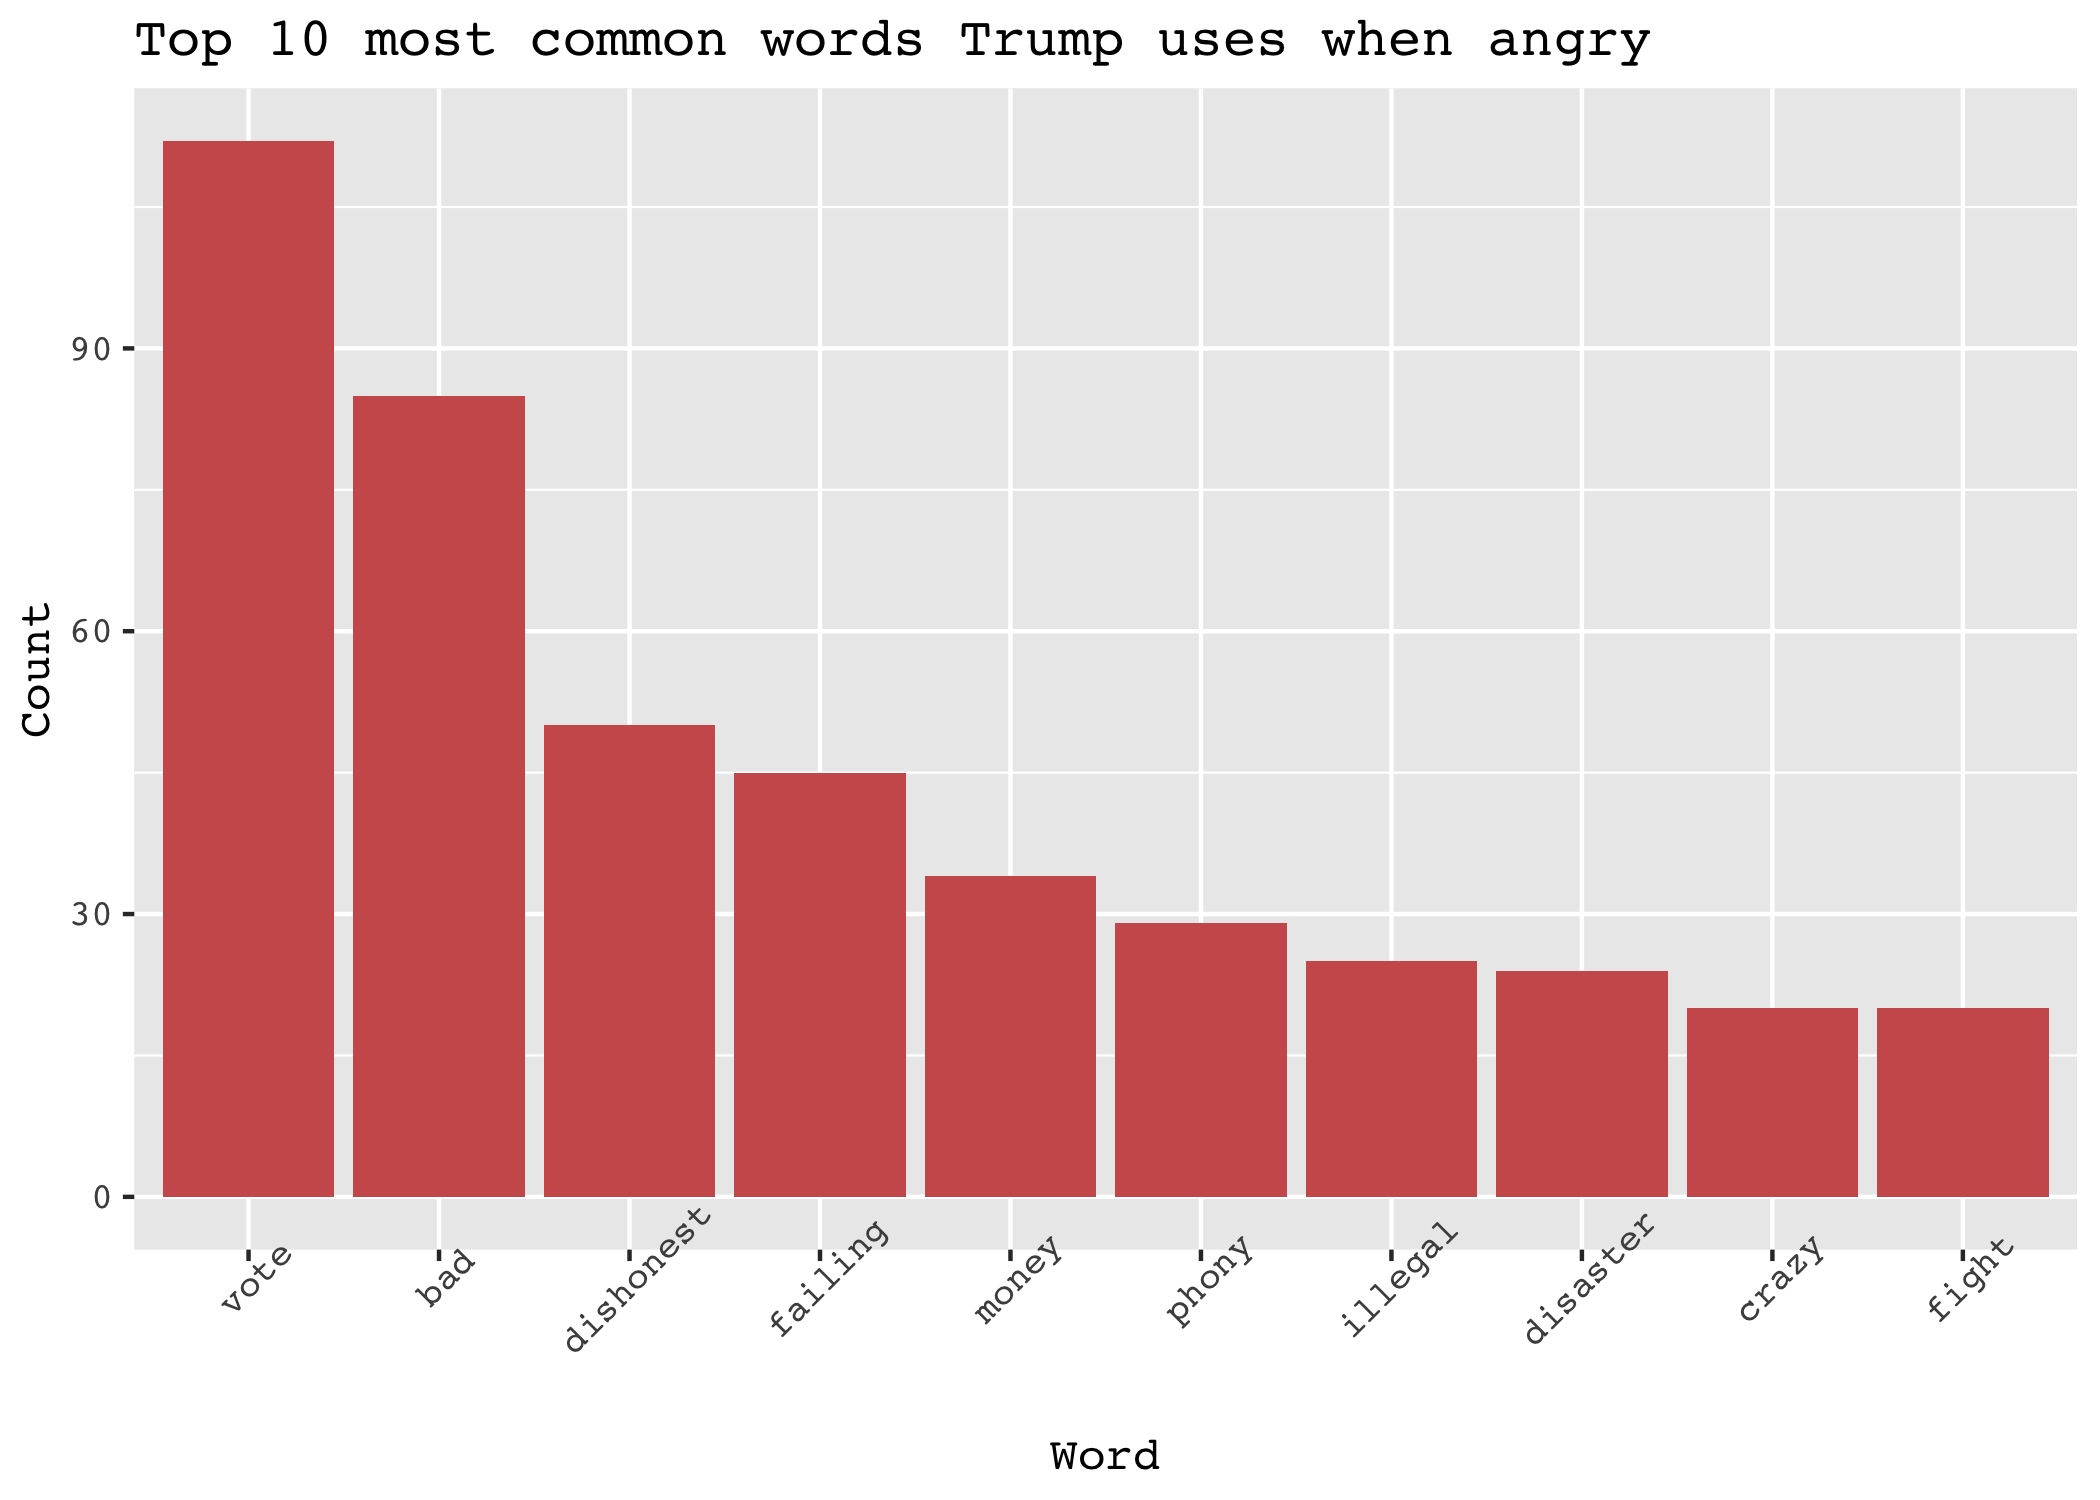 Top 10 most common words Trump uses when angry
Count
90
60
30
0
vote
bad
dishonest
failing
money
phony
illegal
disaster
crazy
fight
Word